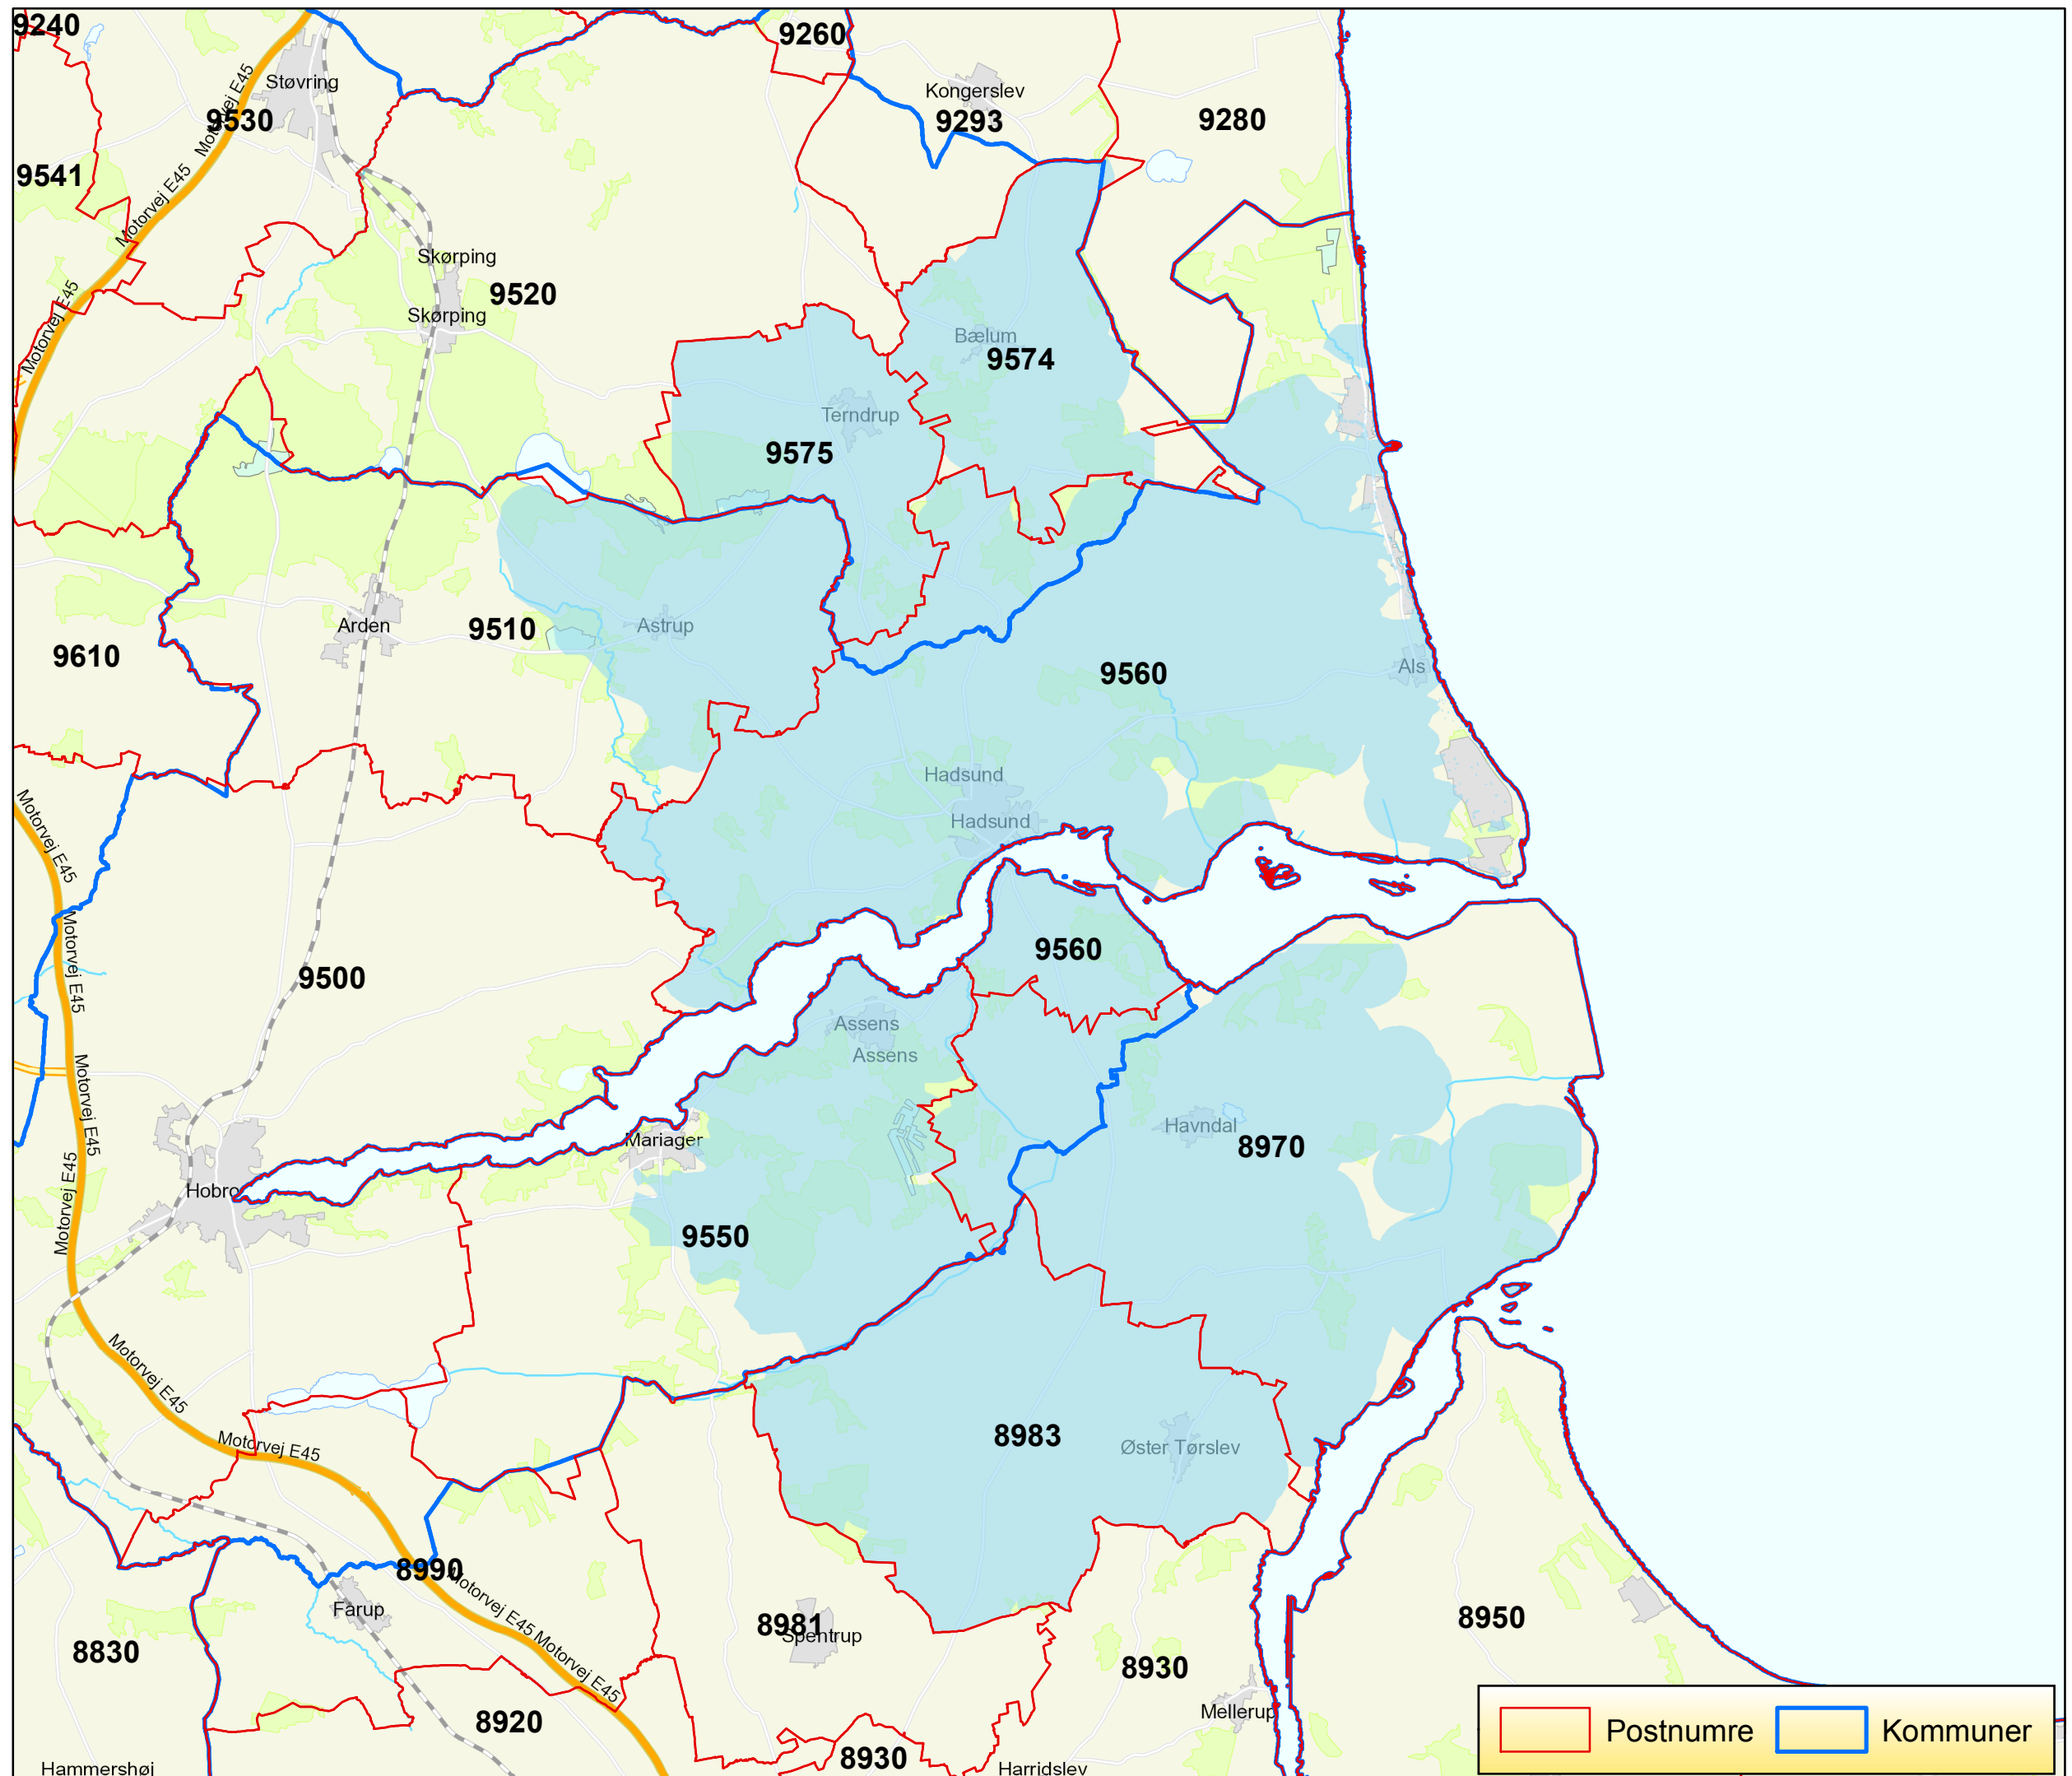 9240
9260
Støvring
Kongerslev
9530
9293
9280
Motorvej E45
9541
Motorvej E45
Skørping
9520
Motorvej E45
Skørping
Bælum
9574
Terndrup
9575
Arden
9510
Astrup
9610
9560
Als
Hadsund
Motorvej E45
Hadsund
Motorvej E45
9500
9560
Assens
Assens
Motorvej E45
Mariager
Havndal
8970
Motorvej E45
Hobro
9550
Motorvej E45
8983
Øster Tørslev
Motorvej E45
8990
Motorvej E45
Motorvej E45
Farup
8981
Spentrup
8950
8830
8930
8920
Mellerup
Postnumre
Kommuner
8930
Hammershøj
Harridslev